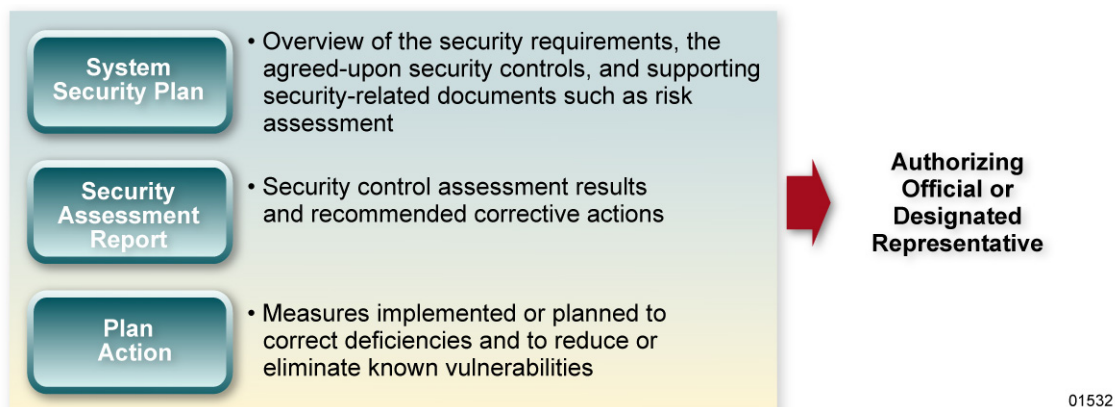 System
Security Plan
• Overview of the security requirements, the
agreed-upon security controls, and supporting
security-related documents such as risk
assessment
Security
Assessment
Report
• Security control assessment results
and recommended corrective actions
Plan
Action
• Measures implemented or planned to
correct deficiencies and to reduce or
eliminate known vulnerabilities
Authorizing
Official or
Designated
Representative
01532